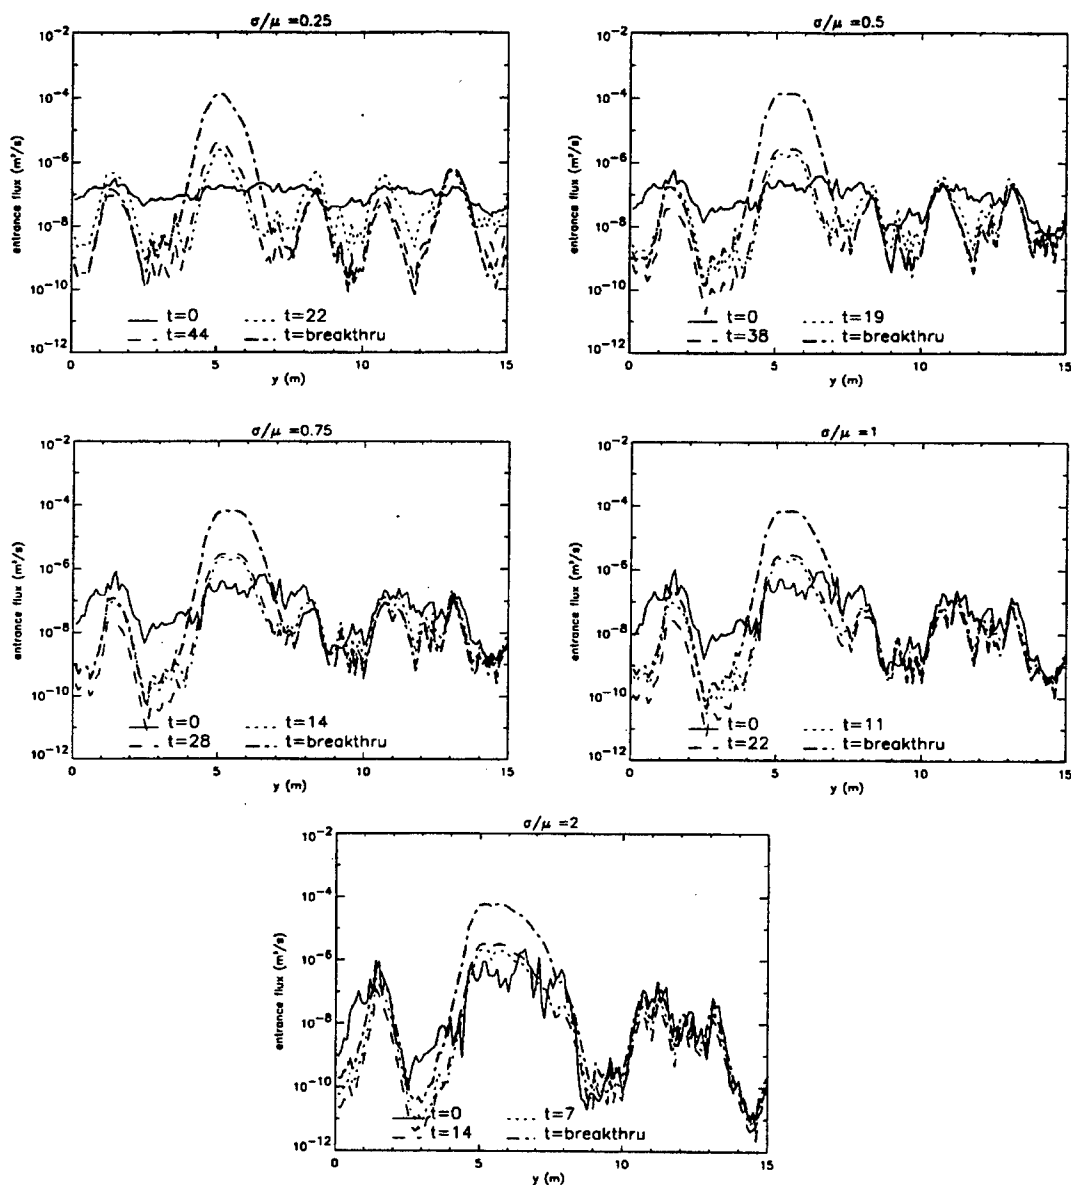 σ/μ =0.25
10⁻²
10⁻⁴
10⁻⁶
10⁻⁸
10⁻¹⁰
10⁻¹²
entrance flux (m³/s)
t=0
t=22
t=44
t=breakthru
0 5 10 15
y (m)
σ/μ =0.5
10⁻²
10⁻⁴
10⁻⁶
10⁻⁸
10⁻¹⁰
10⁻¹²
entrance flux (m³/s)
t=0
t=19
t=38
t=breakthru
0 5 10 15
y (m)
σ/μ =0.75
10⁻²
10⁻⁴
10⁻⁶
10⁻⁸
10⁻¹⁰
10⁻¹²
entrance flux (m³/s)
t=0
t=14
t=28
t=breakthru
0 5 10 15
y (m)
σ/μ =1
10⁻²
10⁻⁴
10⁻⁶
10⁻⁸
10⁻¹⁰
10⁻¹²
entrance flux (m³/s)
t=0
t=11
t=22
t=breakthru
0 5 10 15
y (m)
σ/μ =2
10⁻²
10⁻⁴
10⁻⁶
10⁻⁸
10⁻¹⁰
10⁻¹²
entrance flux (m³/s)
t=0
t=7
t=14
t=breakthru
0 5 10 15
y (m)